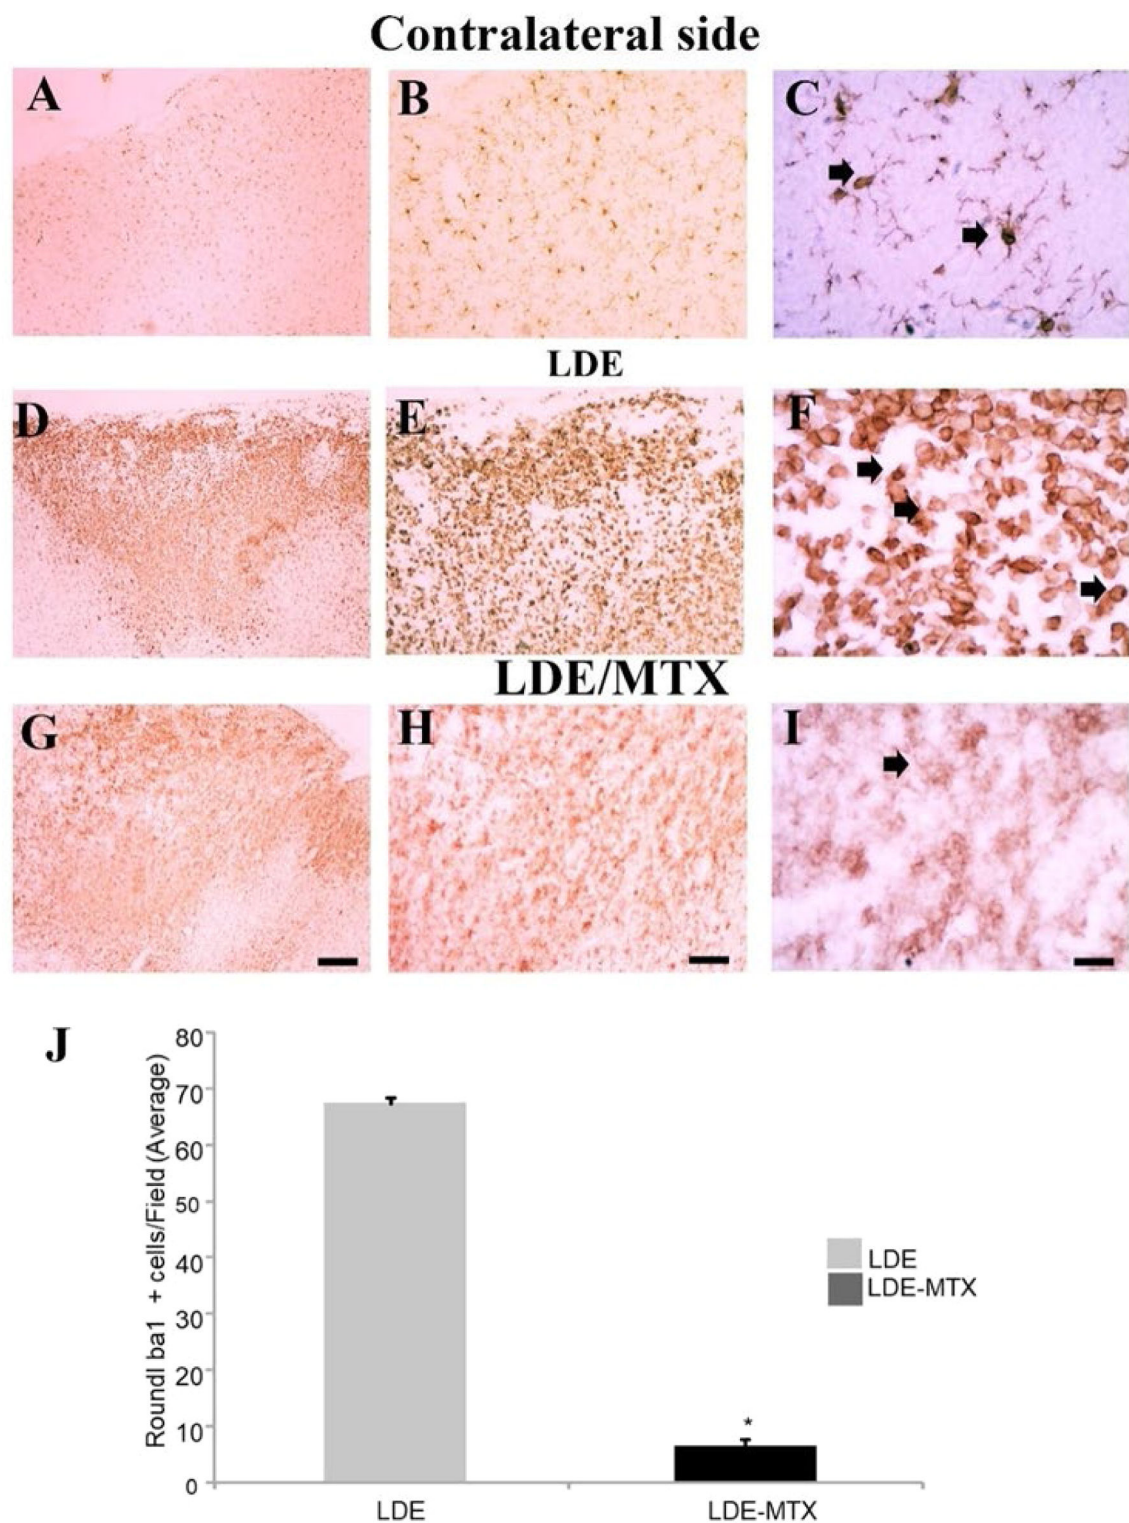 Contralateral side
A
B
C
LDE
D
E
F
LDE/MTX
G
H
I
J
Roundl ba1 + cells/Field (Average)
80
70
60
50
40
30
20
10
0
*
LDE
LDE-MTX
LDE
LDE-MTX